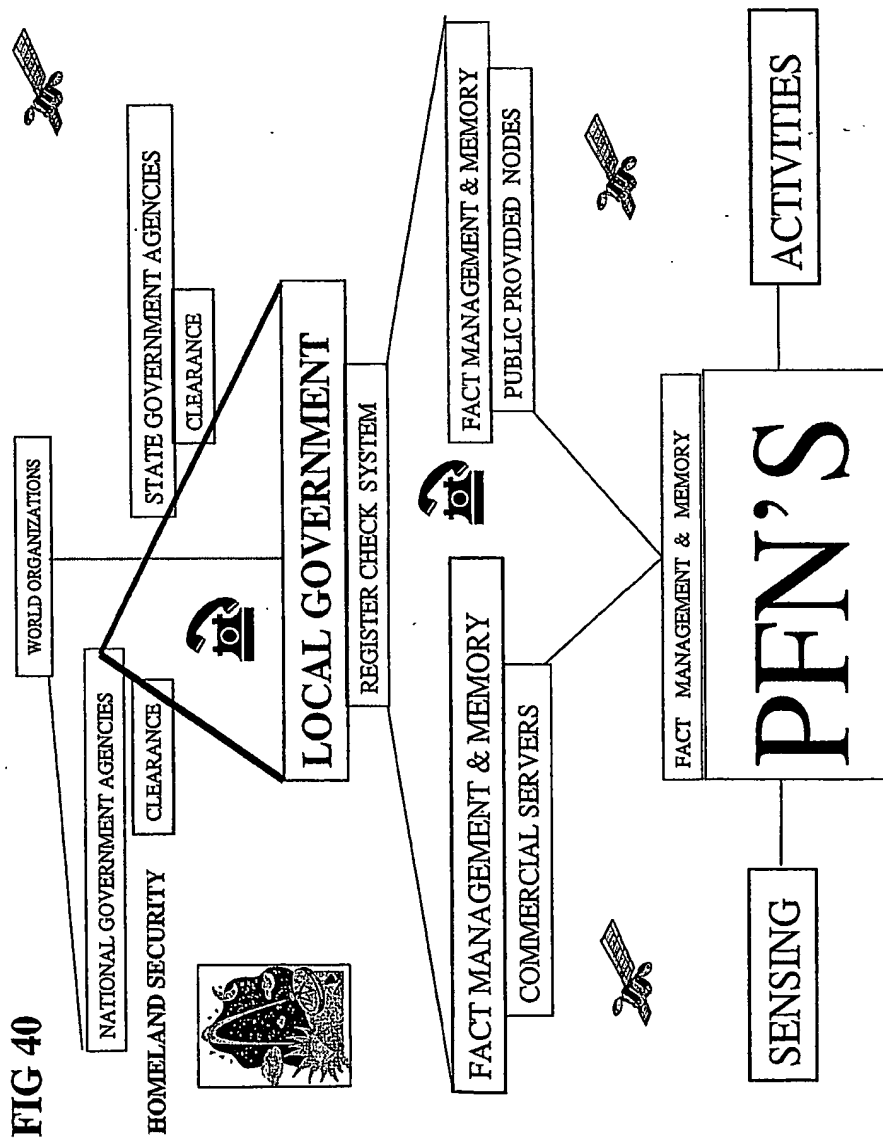 FIG 40
WORLD ORGANIZATIONS
NATIONAL GOVERNMENT AGENCIES
CLEARANCE
STATE GOVERNMENT AGENCIES
CLEARANCE
HOMELAND SECURITY
LOCAL GOVERNMENT
REGISTER CHECK SYSTEM
FACT MANAGEMENT & MEMORY
COMMERCIAL SERVERS
FACT MANAGEMENT & MEMORY
PUBLIC PROVIDED NODES
FACT MANAGEMENT & MEMORY
SENSING
PFN'S
ACTIVITIES